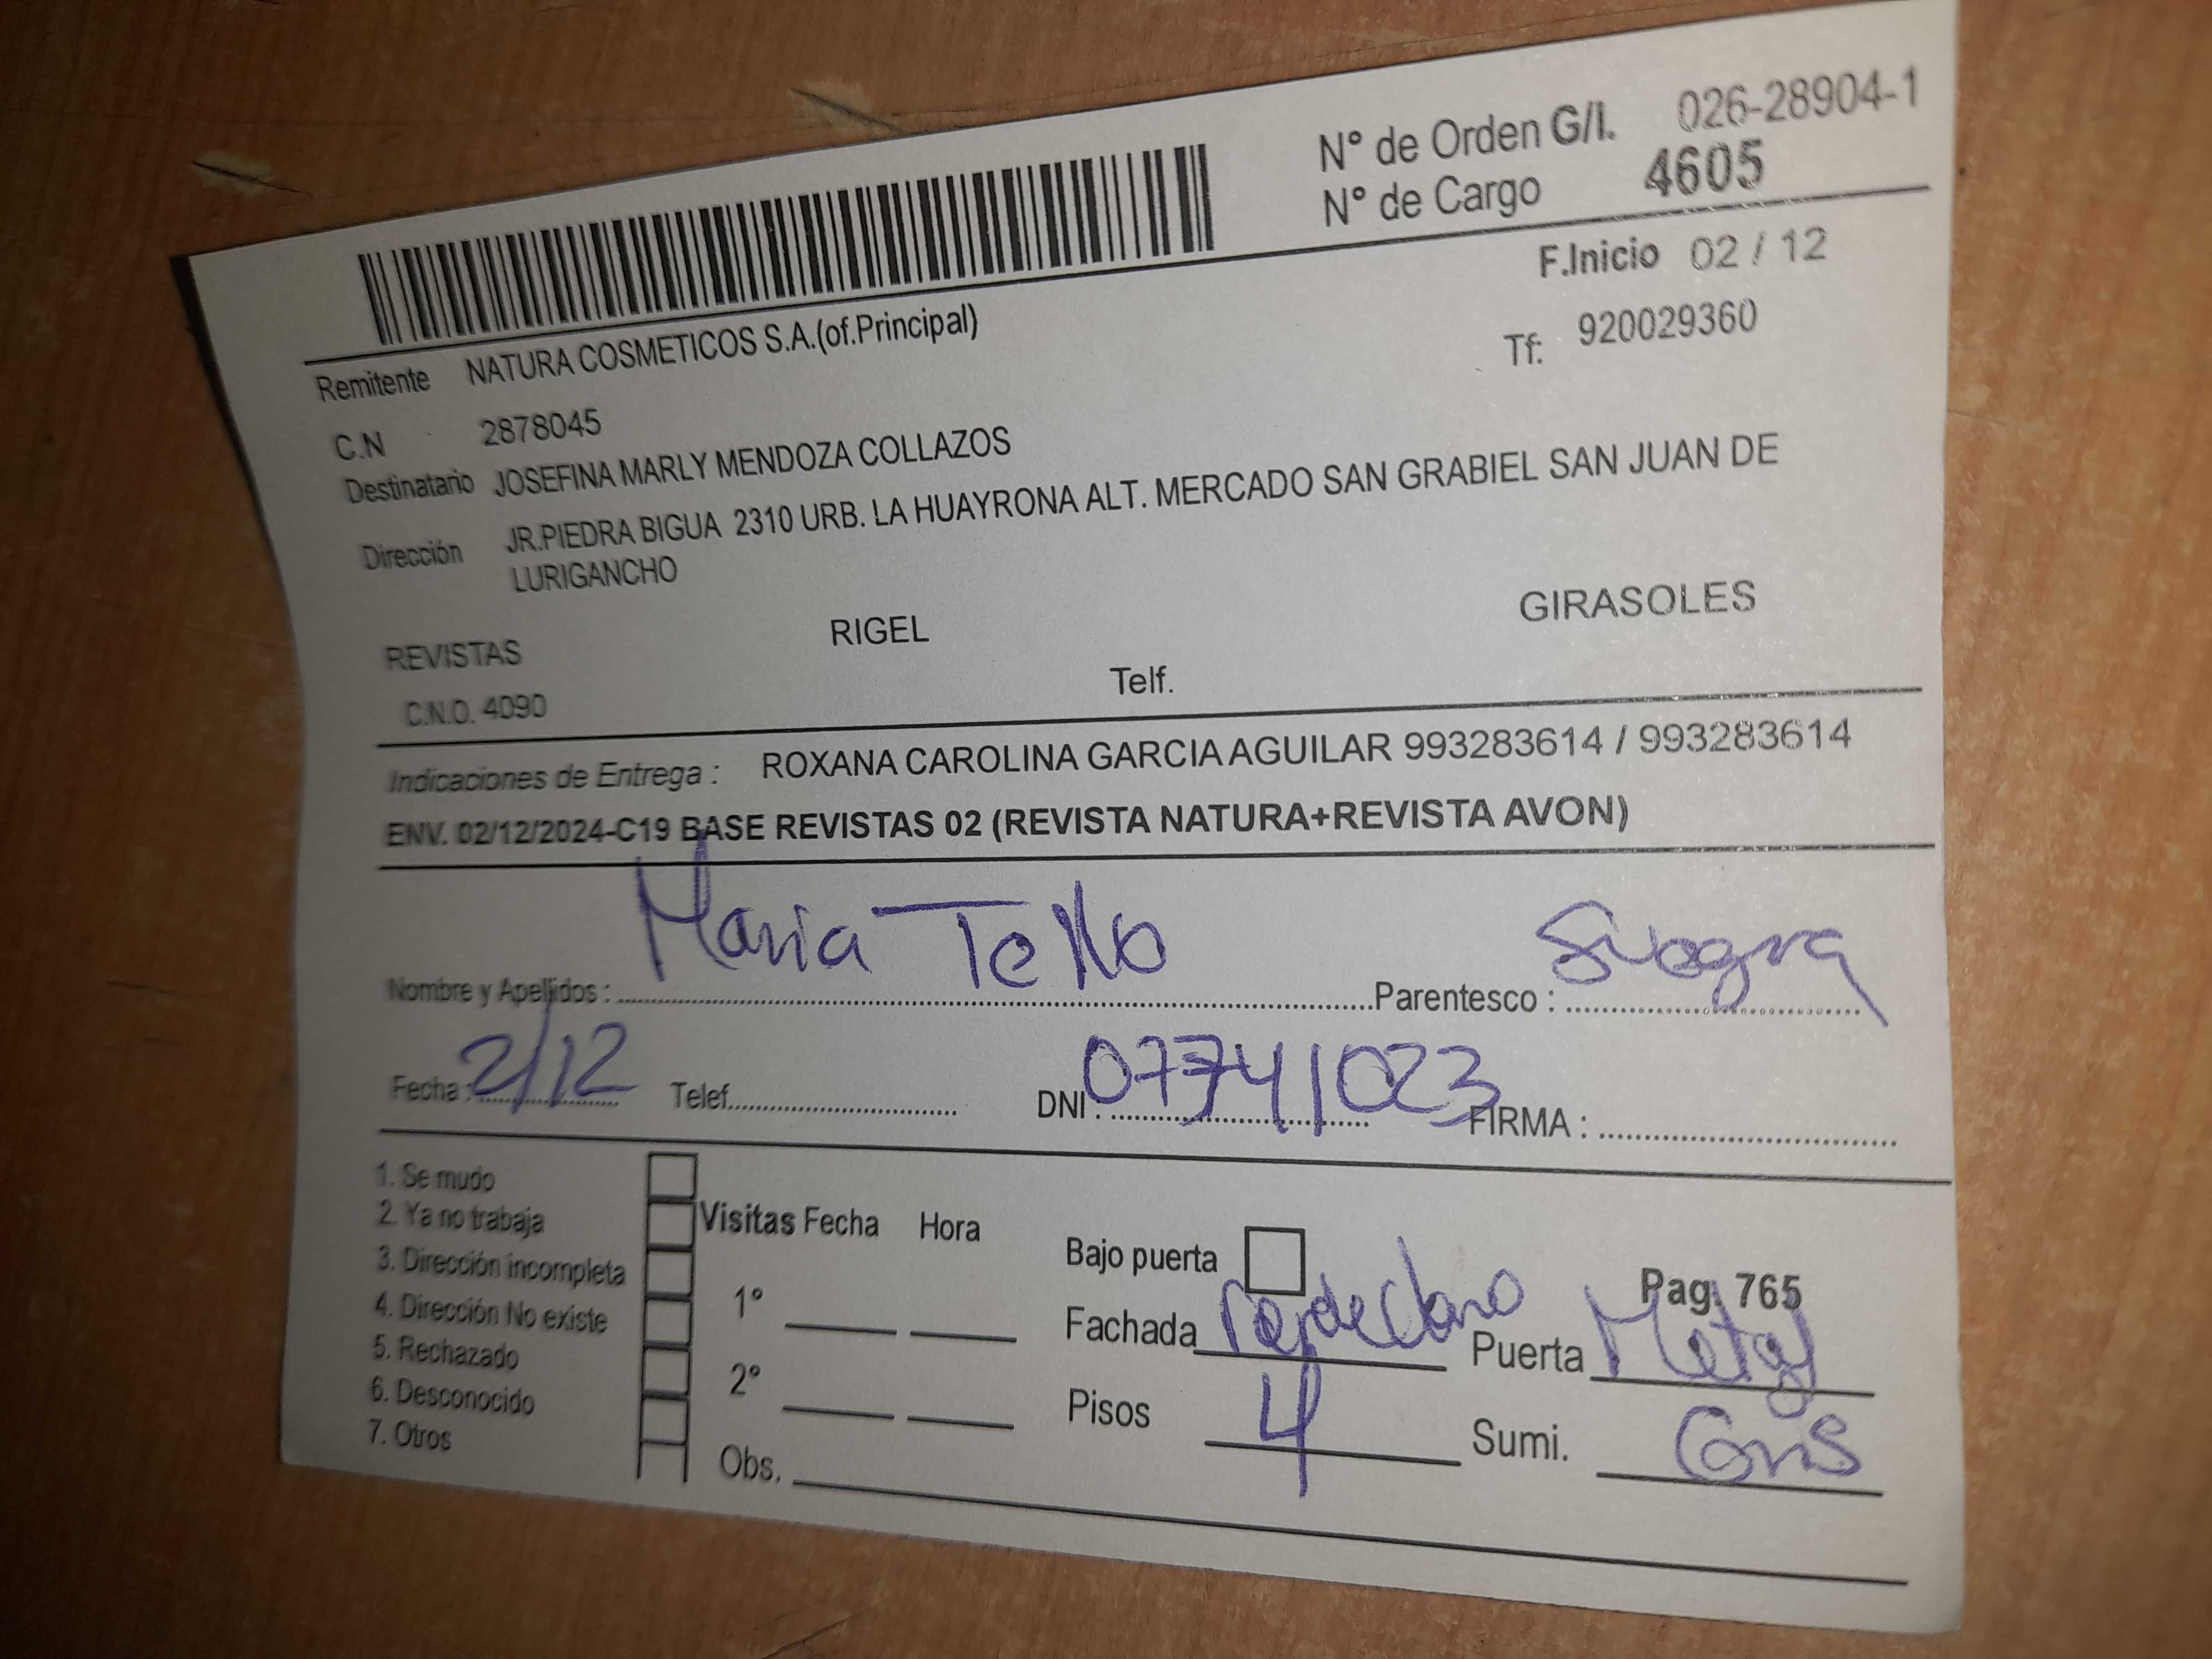 N° de Orden G/I. 026-28904-1
N° de Cargo 4605
F.Inicio 02 / 12
Remitente NATURA COSMETICOS S.A.(of.Principal)
Tf: 920029360
C.N 2878045
Destinatario JOSEFINA MARLY MENDOZA COLLAZOS
Dirección JR.PIEDRA BIGUA 2310 URB. LA HUAYRONA ALT. MERCADO SAN GRABIEL SAN JUAN DE
LURIGANCHO
REVISTAS RIGEL GIRASOLES
C.N.O. 4090 Telf.
Indicaciones de Entrega : ROXANA CAROLINA GARCIA AGUILAR 993283614 / 993283614
ENV. 02/12/2024-C19 BASE REVISTAS 02 (REVISTA NATURA+REVISTA AVON)
Nombre y Apellidos : Maria Tello Parentesco : Suegra
Fecha : 2/12 Telef. DNI : 07741023 FIRMA :
1. Se mudo
2. Ya no trabaja
3. Dirección incompleta
4. Dirección No existe
5. Rechazado
6. Desconocido
7. Otros
Visitas Fecha Hora
1°
2°
Obs.
Bajo puerta
Pag. 765
Fachada Puerta Metal
Pisos 4 Sumi.